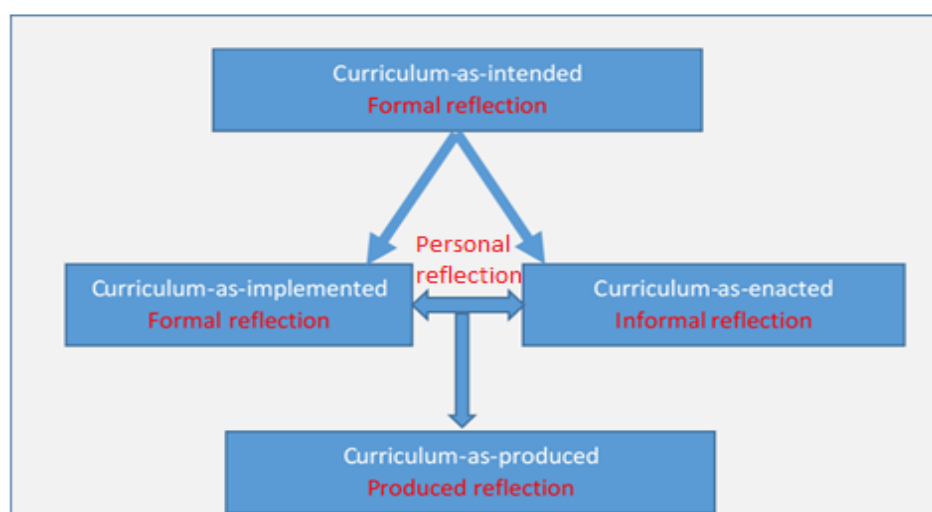 Curriculum-as-intended
Formal reflection
Personal
reflection
Curriculum-as-implemented
Formal reflection
Curriculum-as-enacted
Informal reflection
Curriculum-as-produced
Produced reflection